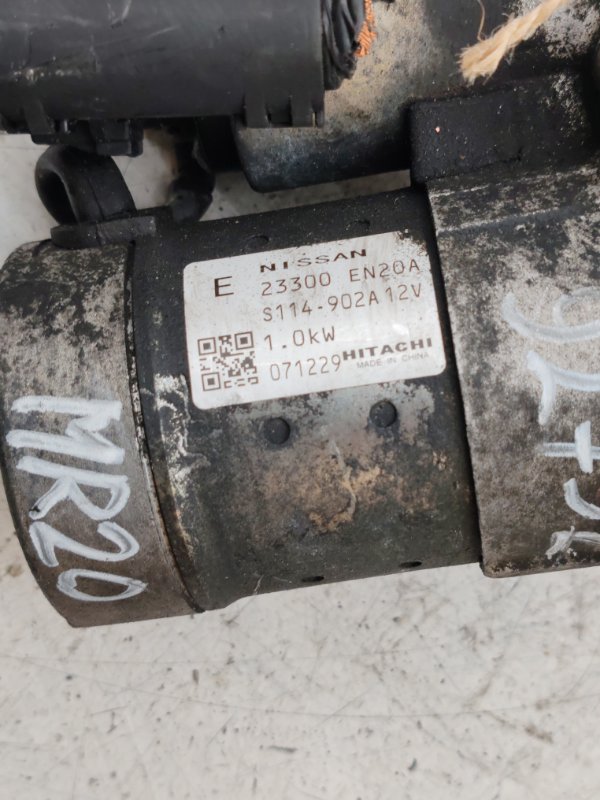 NISSAN
E 23300 EN20A
S114-902A 12V
1.0kW
071229 HITACHI
MADE IN CHINA
MR20